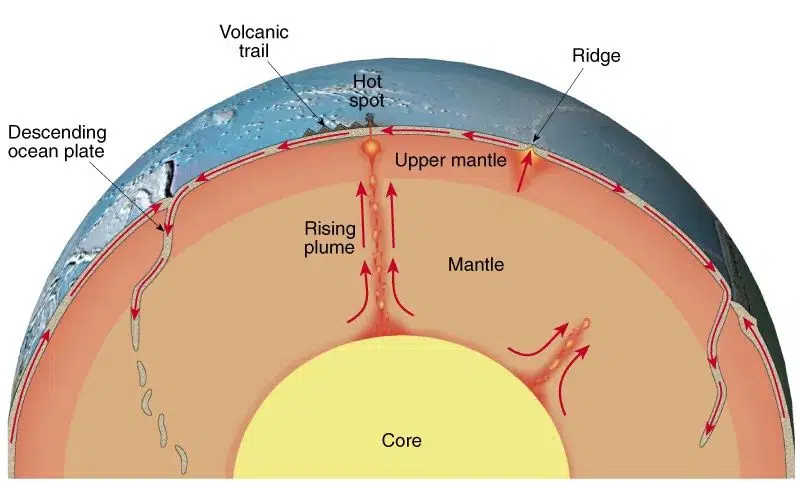 Volcanic
trail
Hot
spot
Ridge
Descending
ocean plate
Upper mantle
Rising
plume
Mantle
Core